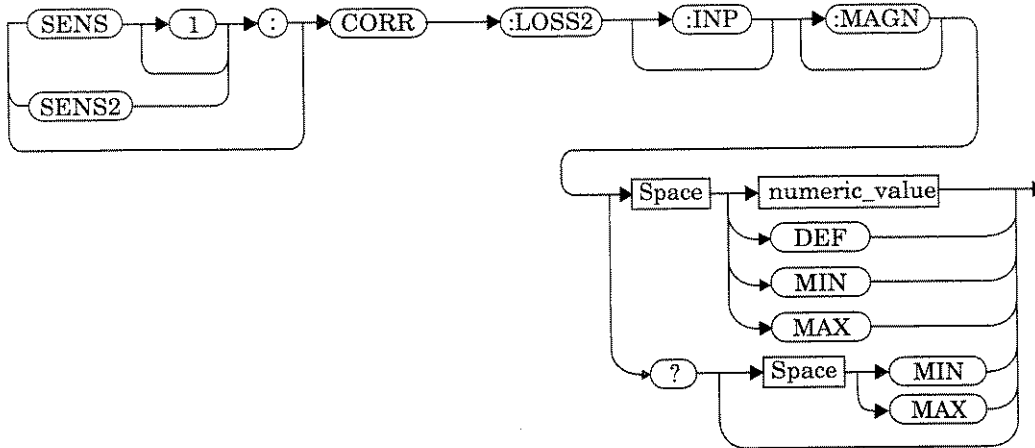 SENS 1 : CORR :LOSS2 :INP :MAGN
SENS2
Space numeric_value
DEF
MIN
MAX
? Space MIN
MAX